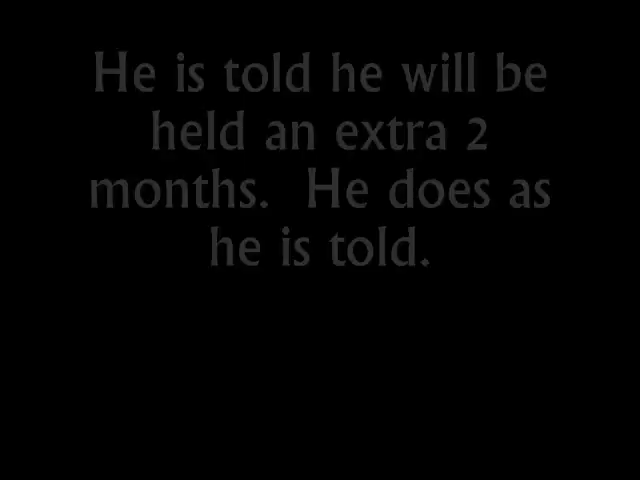 He is told he will be
held an extra 2
months.  He does as
he is told.